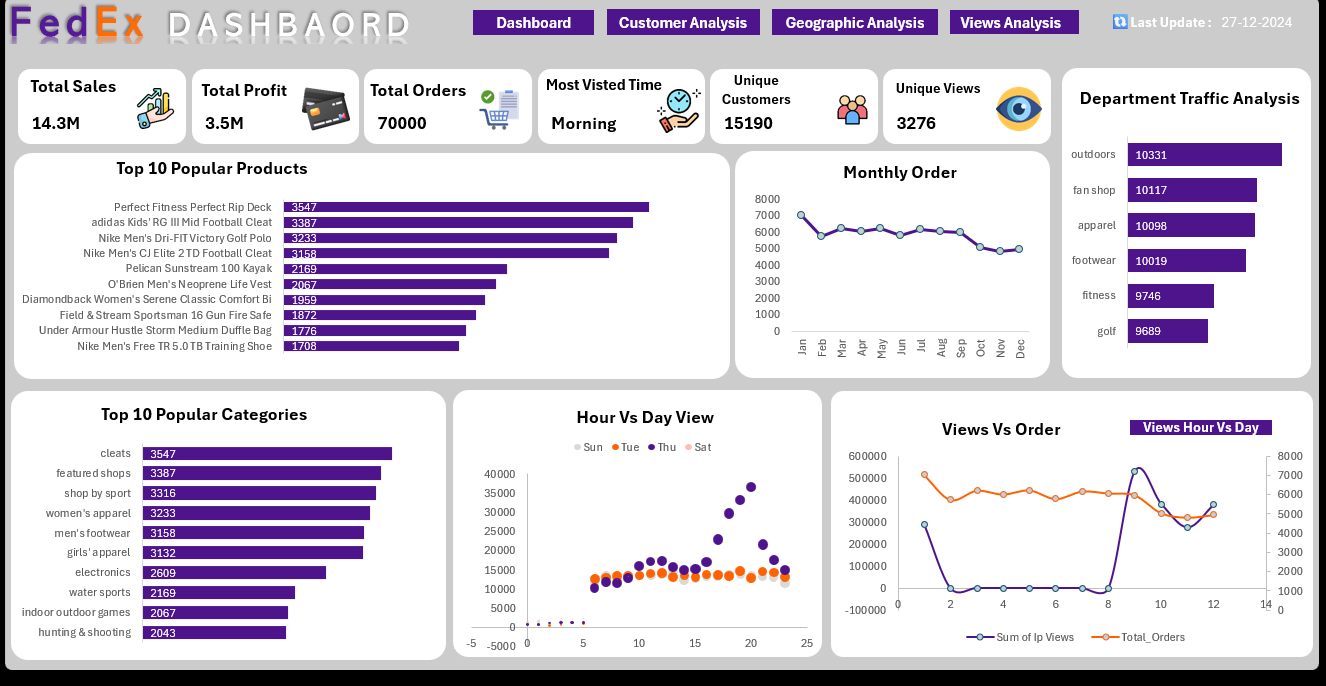 FedEx DASHBAORD
Dashboard
Customer Analysis
Geographic Analysis
Views Analysis
Last Update : 27-12-2024
Total Sales
14.3M
Total Profit
3.5M
Total Orders
70000
Most Visted Time
Morning
Unique
Customers
15190
Unique Views
3276
Department Traffic Analysis
outdoors 10331
fan shop 10117
apparel 10098
footwear 10019
fitness 9746
golf 9689
Top 10 Popular Products
Perfect Fitness Perfect Rip Deck 3547
adidas Kids' RG III Mid Football Cleat 3387
Nike Men's Dri-FIT Victory Golf Polo 3233
Nike Men's CJ Elite 2 TD Football Cleat 3158
Pelican Sunstream 100 Kayak 2169
O'Brien Men's Neoprene Life Vest 2067
Diamondback Women's Serene Classic Comfort Bi 1959
Field & Stream Sportsman 16 Gun Fire Safe 1872
Under Armour Hustle Storm Medium Duffle Bag 1776
Nike Men's Free TR 5.0 TB Training Shoe 1708
Monthly Order
8000
7000
6000
5000
4000
3000
2000
1000
0
Jan Feb Mar Apr May Jun Jul Aug Sep Oct Nov Dec
Top 10 Popular Categories
cleats 3547
featured shops 3387
shop by sport 3316
women's apparel 3233
men's footwear 3158
girls' apparel 3132
electronics 2609
water sports 2169
indoor outdoor games 2067
hunting & shooting 2043
Hour Vs Day View
Sun Tue Thu Sat
40000
35000
30000
25000
20000
15000
10000
5000
0
-5000
-5 0 5 10 15 20 25
Views Vs Order
Views Hour Vs Day
600000
500000
400000
300000
200000
100000
0
-100000
8000
7000
6000
5000
4000
3000
2000
1000
0
0 2 4 6 8 10 12 14
Sum of Ip Views Total_Orders